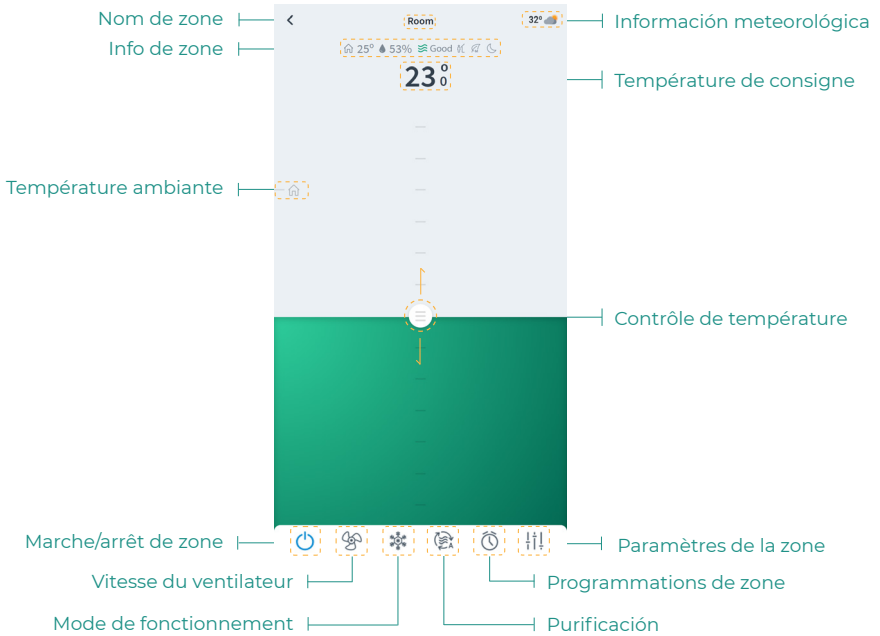 Nom de zone
Room
32°
Información meteorológica
Info de zone
25° 53% Good
23° 0
Température de consigne
Température ambiante
Contrôle de température
Marche/arrêt de zone
A
Paramètres de la zone
Vitesse du ventilateur
Programmations de zone
Mode de fonctionnement
Purificación